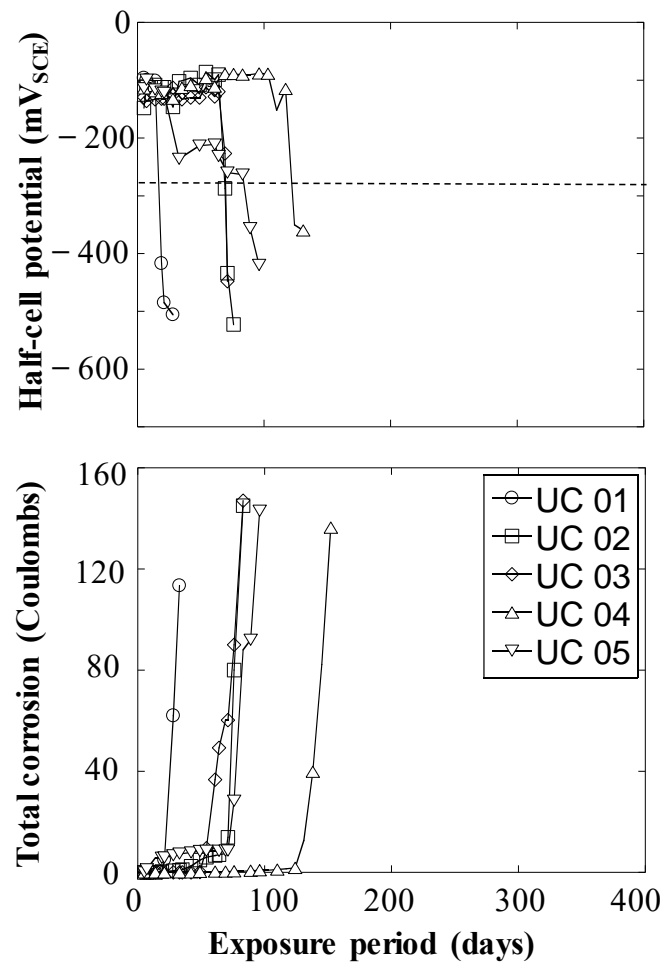 0
−200
−400
−600
Half-cell potential (mV_SCE)
160
120
80
40
0
Total corrosion (Coulombs)
UC 01
UC 02
UC 03
UC 04
UC 05
0 100 200 300 400
Exposure period (days)